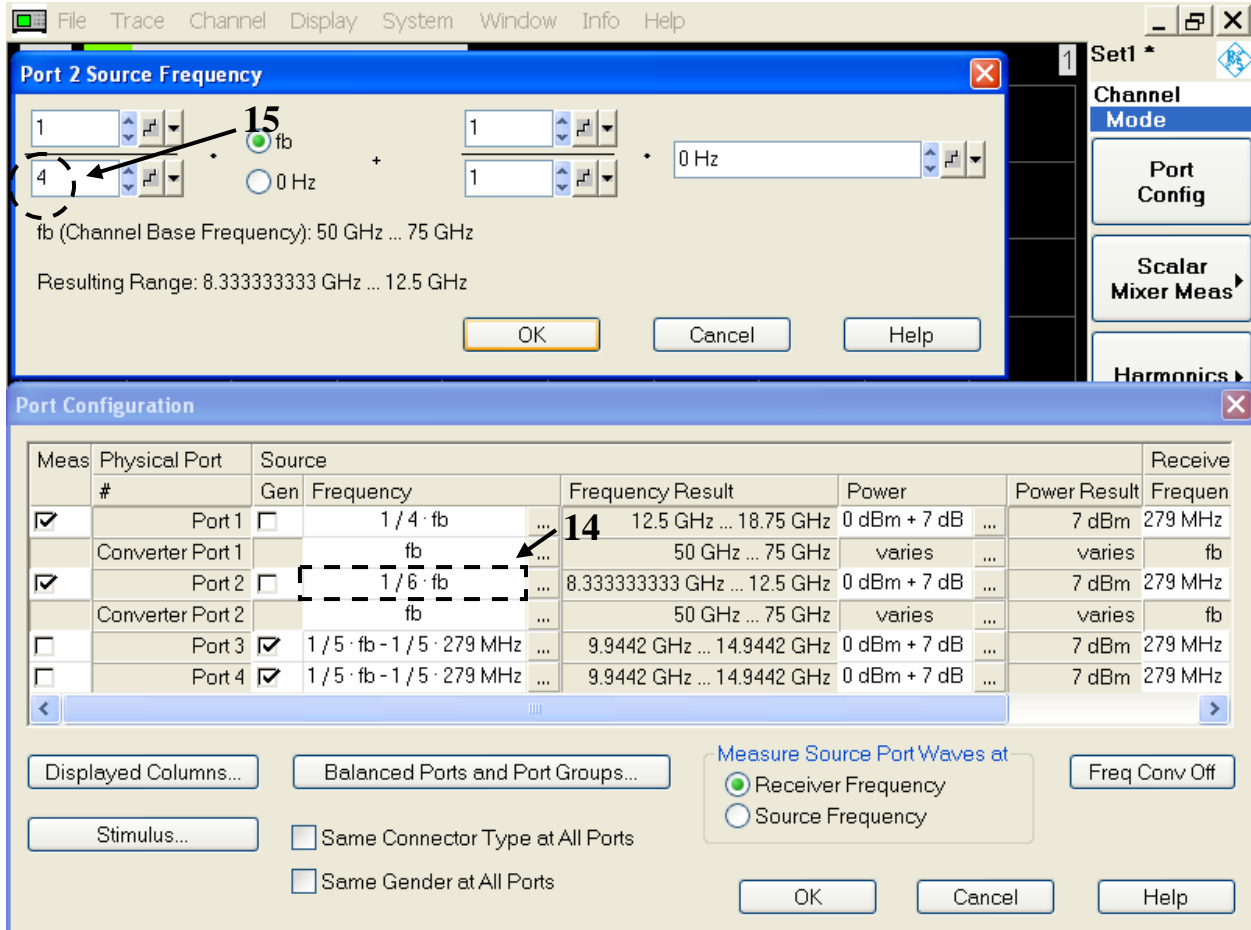 File Trace Channel Display System Window Info Help
Port 2 Source Frequency
1 Set1 *
R&S
Channel
Mode
Port
Config
Scalar
Mixer Meas
Harmonics
15
1 fb + 1 0 Hz
4 0 Hz 1
fb (Channel Base Frequency): 50 GHz ... 75 GHz
Resulting Range: 8.333333333 GHz ... 12.5 GHz
OK Cancel Help
Port Configuration
Meas Physical Port Source Receive
# Gen Frequency Frequency Result Power Power Result Frequen
Port 1 1 / 4 · fb ... 12.5 GHz ... 18.75 GHz 0 dBm + 7 dB ... 7 dBm 279 MHz
14
Converter Port 1 fb ... 50 GHz ... 75 GHz varies ... varies fb
Port 2 1 / 6 · fb ... 8.333333333 GHz ... 12.5 GHz 0 dBm + 7 dB ... 7 dBm 279 MHz
Converter Port 2 fb ... 50 GHz ... 75 GHz varies ... varies fb
Port 3 1 / 5 · fb - 1 / 5 · 279 MHz ... 9.9442 GHz ... 14.9442 GHz 0 dBm + 7 dB ... 7 dBm 279 MHz
Port 4 1 / 5 · fb - 1 / 5 · 279 MHz ... 9.9442 GHz ... 14.9442 GHz 0 dBm + 7 dB ... 7 dBm 279 MHz
Displayed Columns... Balanced Ports and Port Groups...
Measure Source Port Waves at
Receiver Frequency
Source Frequency
Freq Conv Off
Stimulus...
Same Connector Type at All Ports
Same Gender at All Ports
OK Cancel Help